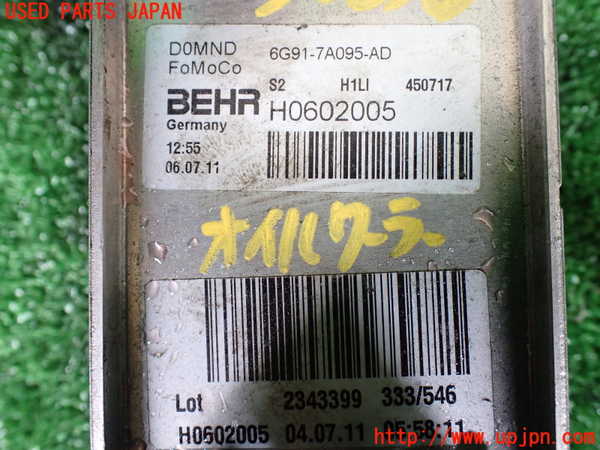 USED PARTS JAPAN
D0MND 6G91-7A095-AD
FoMoCo
S2 H1LI 450717
BEHR H0602005
Germany
12:55
06.07.11
オイルクーラー
Lot 2343399 333/546
H0602005 04.07.11 05:58:11
http://www.upjpn.com